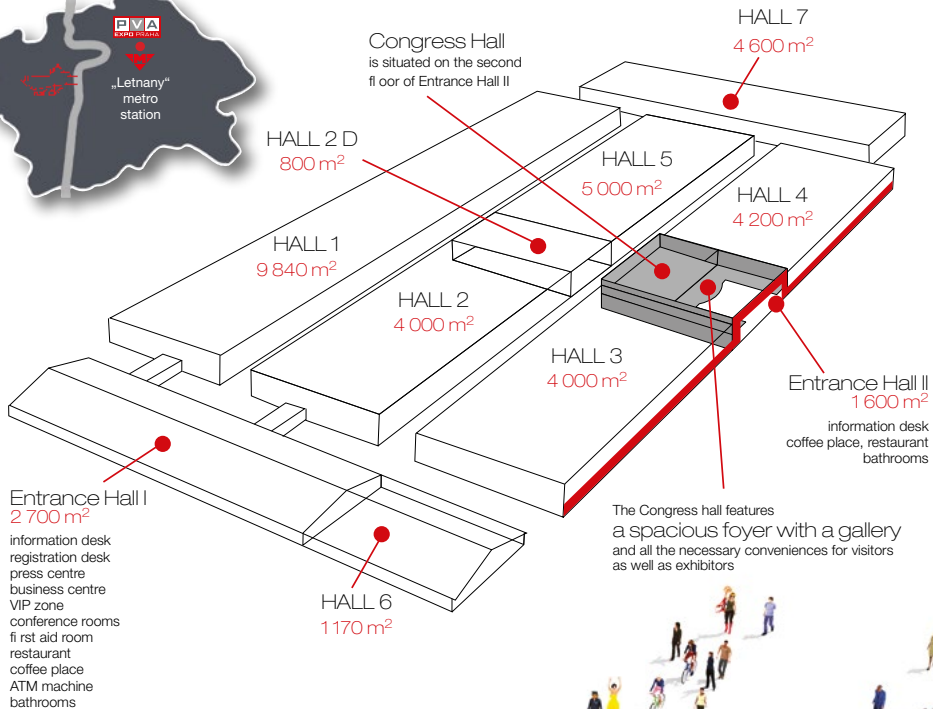 PVA
EXPO PRAHA
„Letnany“
metro
station
Congress Hall
is situated on the second
fl oor of Entrance Hall II
HALL 7
4 600 m²
HALL 2 D
800 m²
HALL 5
5 000 m²
HALL 4
4 200 m²
HALL 1
9 840 m²
HALL 2
4 000 m²
HALL 3
4 000 m²
Entrance Hall II
1 600 m²
information desk
coffee place, restaurant
bathrooms
Entrance Hall I
2 700 m²
information desk
registration desk
press centre
business centre
VIP zone
conference rooms
fi rst aid room
restaurant
coffee place
ATM machine
bathrooms
HALL 6
1 170 m²
The Congress hall features
a spacious foyer with a gallery
and all the necessary conveniences for visitors
as well as exhibitors